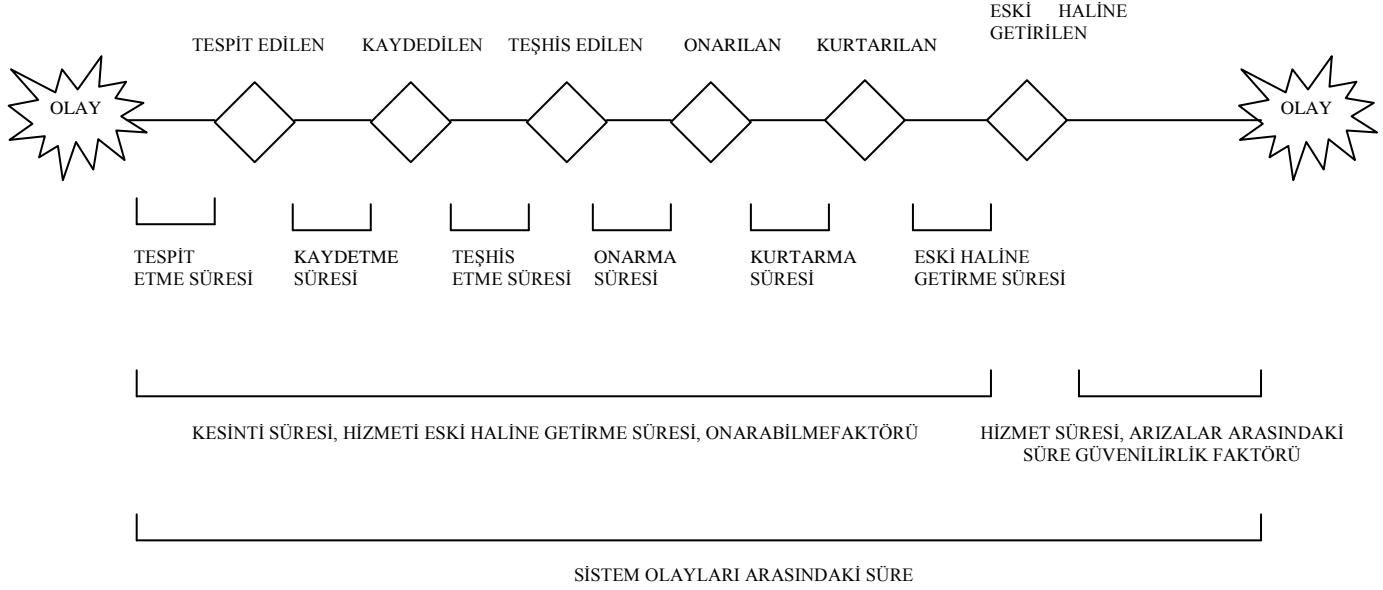 ESKİ HALİNE
GETİRİLEN
TESPİT EDİLEN
KAYDEDİLEN
TEŞHİS EDİLEN
ONARILAN
KURTARILAN
OLAY
OLAY
TESPİT
ETME SÜRESİ
KAYDETME
SÜRESİ
TEŞHİS
ETME SÜRESİ
ONARMA
SÜRESİ
KURTARMA
SÜRESİ
ESKİ HALİNE
GETİRME SÜRESİ
KESİNTİ SÜRESİ, HİZMETİ ESKİ HALİNE GETİRME SÜRESİ, ONARABİLMEFAKTÖRÜ
HİZMET SÜRESİ, ARIZALAR ARASINDAKİ
SÜRE GÜVENİLİRLİK FAKTÖRÜ
SİSTEM OLAYLARI ARASINDAKİ SÜRE